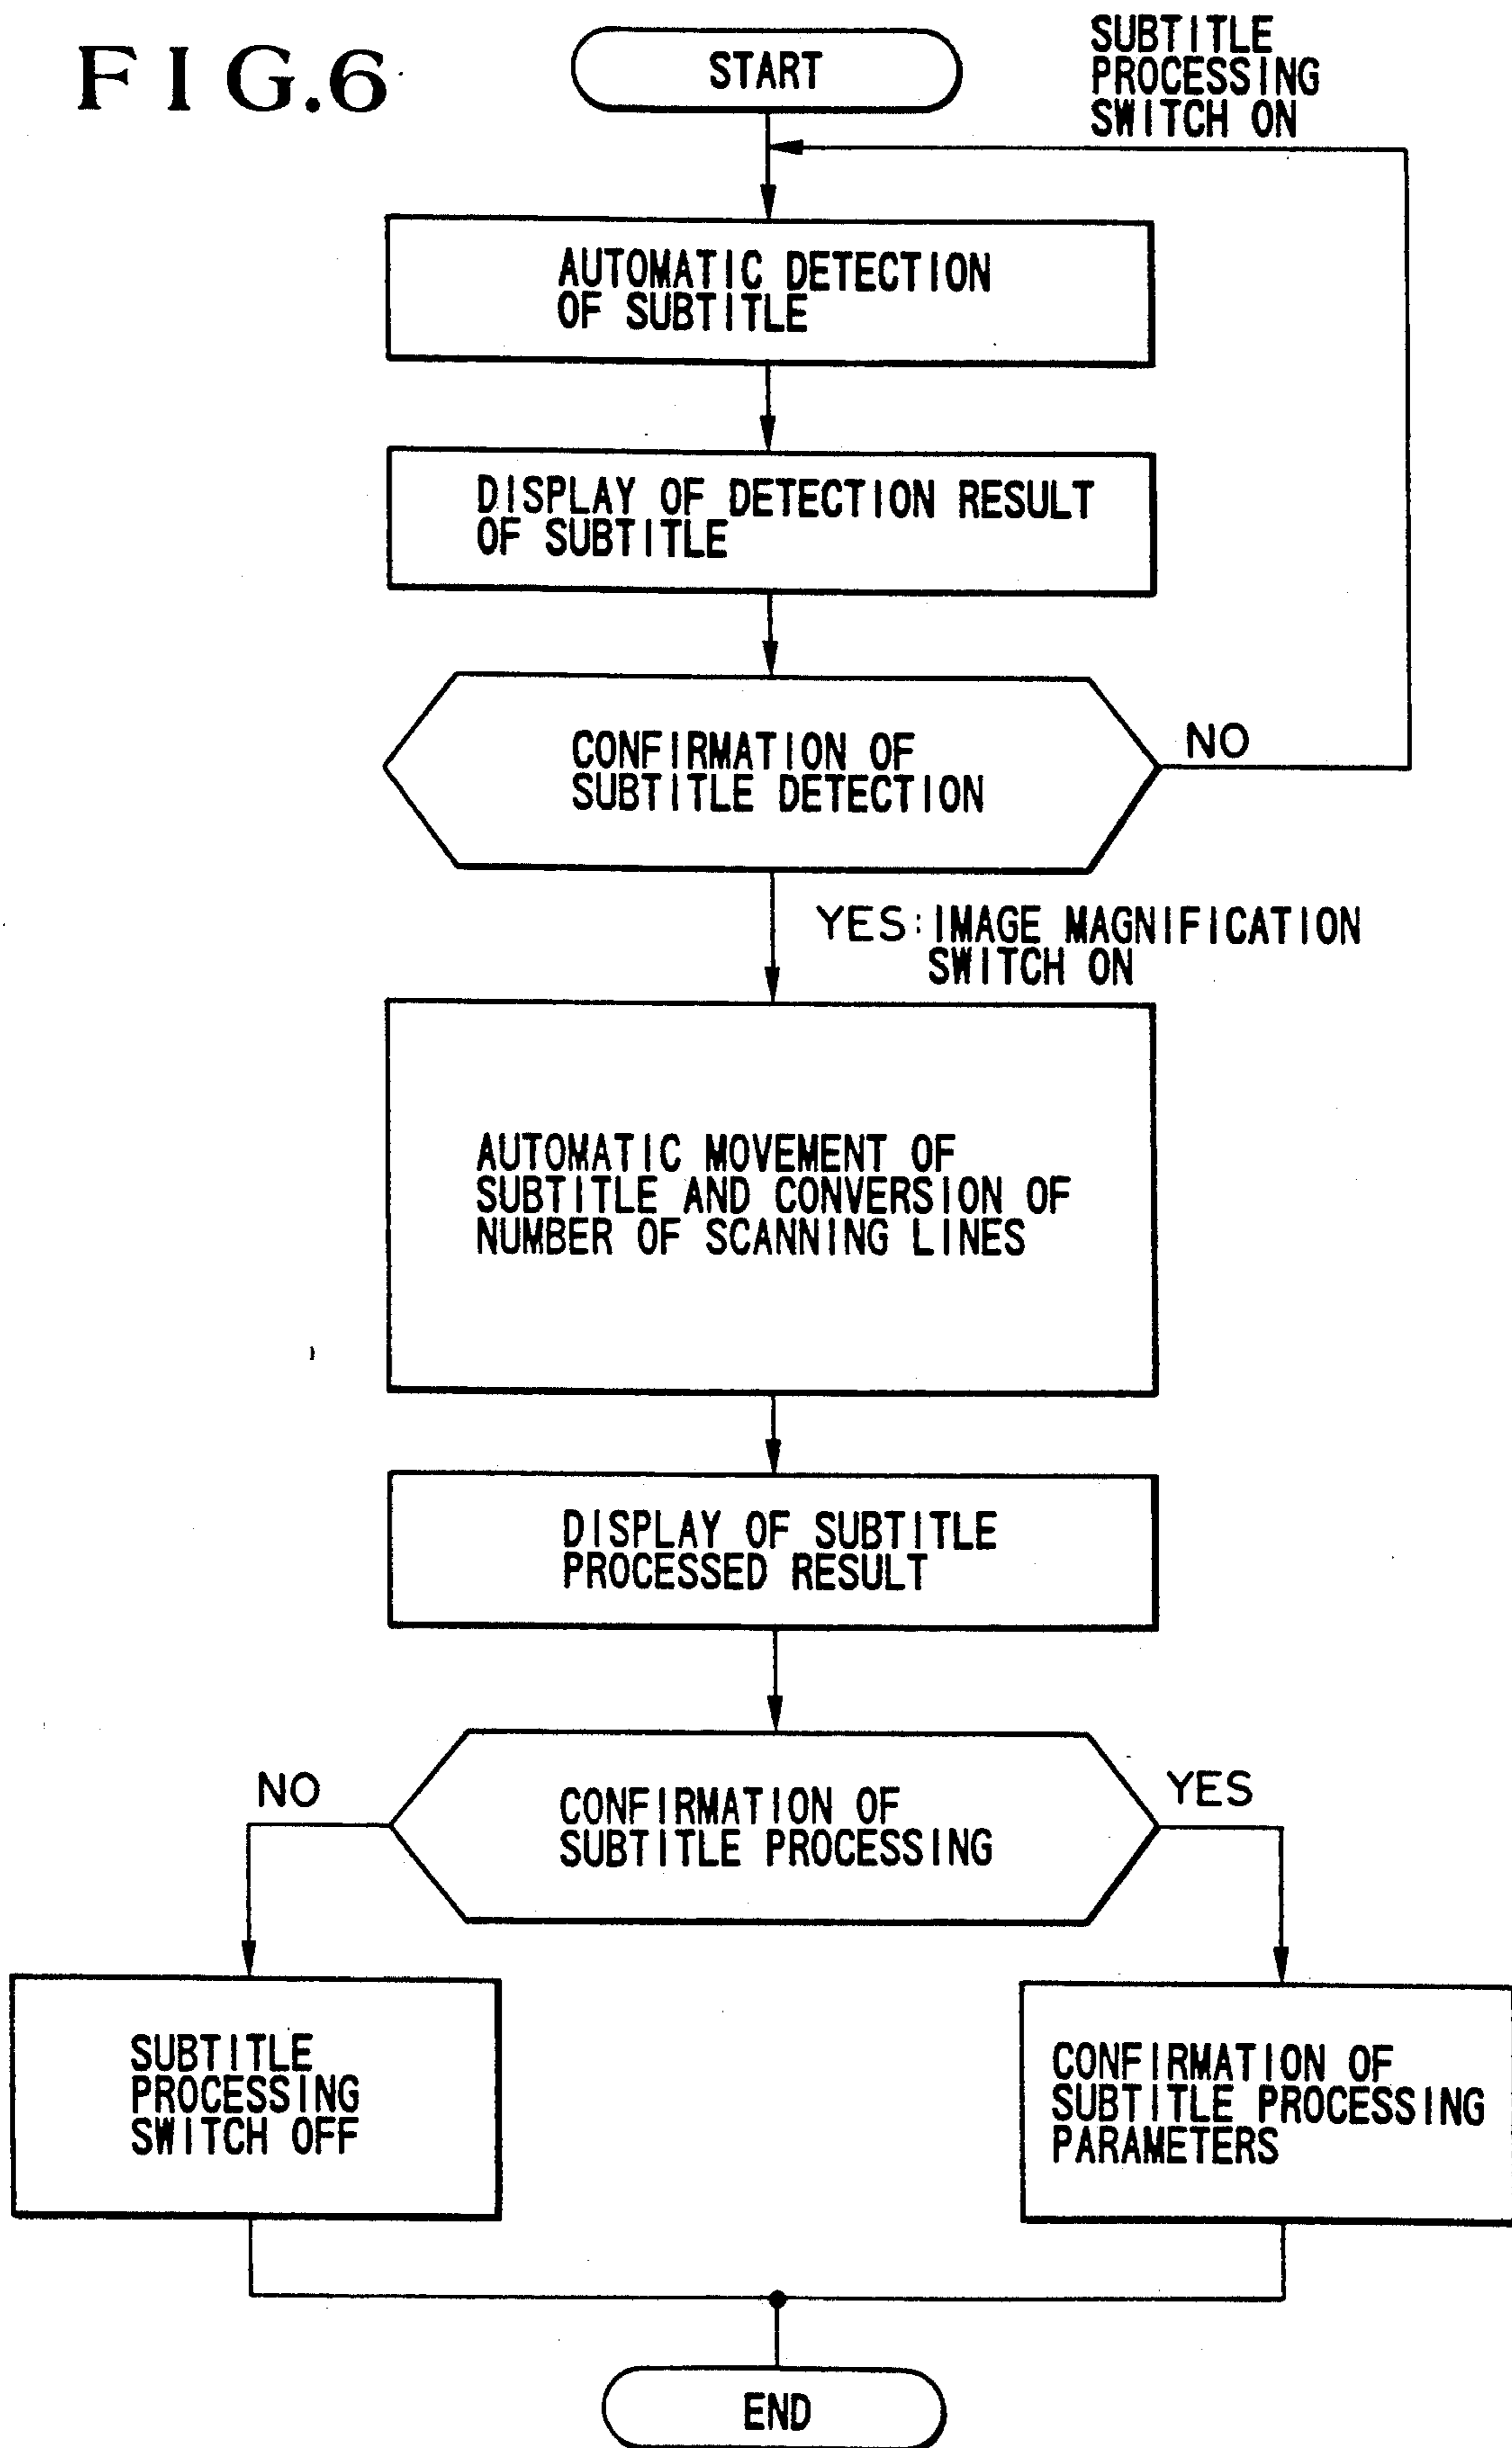 FIG.6
START
SUBTITLE
PROCESSING
SWITCH ON
AUTOMATIC DETECTION
OF SUBTITLE
DISPLAY OF DETECTION RESULT
OF SUBTITLE
CONFIRMATION OF
SUBTITLE DETECTION
NO
YES: IMAGE MAGNIFICATION
SWITCH ON
AUTOMATIC MOVEMENT OF
SUBTITLE AND CONVERSION OF
NUMBER OF SCANNING LINES
DISPLAY OF SUBTITLE
PROCESSED RESULT
NO
CONFIRMATION OF
SUBTITLE PROCESSING
YES
SUBTITLE
PROCESSING
SWITCH OFF
CONFIRMATION OF
SUBTITLE PROCESSING
PARAMETERS
END